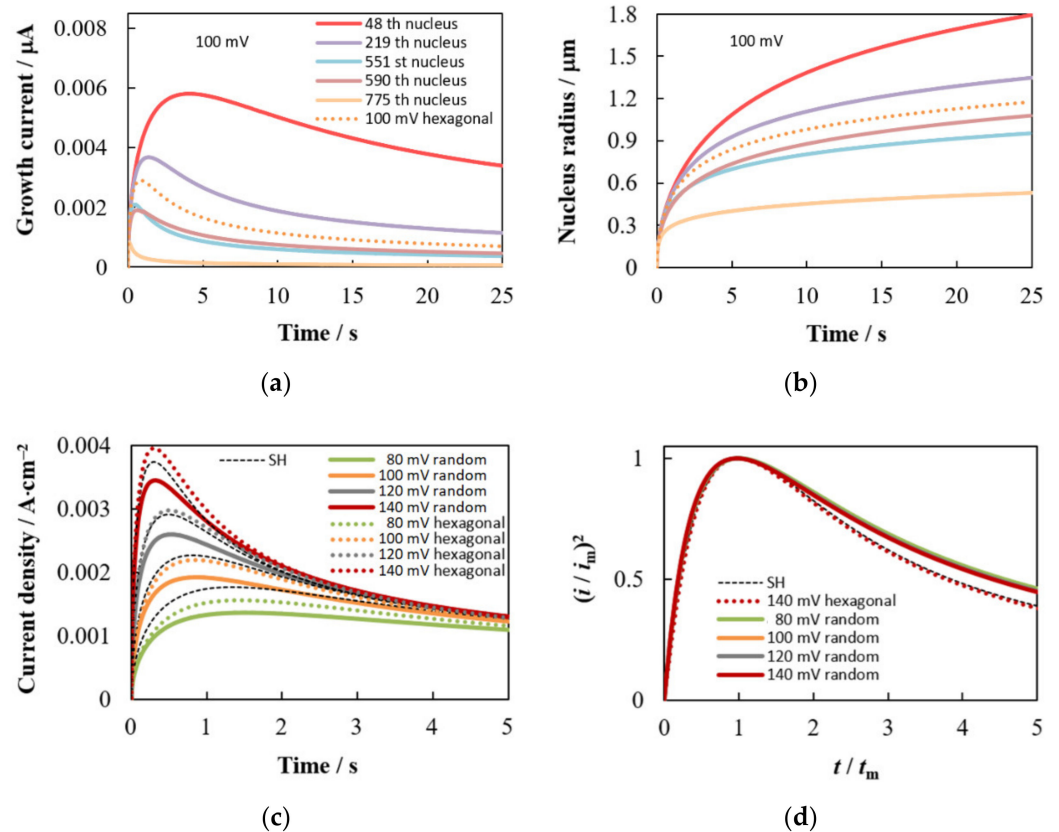 0.008
0.006
0.004
0.002
0
Growth current / μA
100 mV
48 th nucleus
219 th nucleus
551 st nucleus
590 th nucleus
775 th nucleus
100 mV hexagonal
0 5 10 15 20 25
Time / s
(a)
1.8
1.5
1.2
0.9
0.6
0.3
0
Nucleus radius / μm
100 mV
0 5 10 15 20 25
Time / s
(b)
0.004
0.003
0.002
0.001
0
Current density / A·cm⁻²
SH
80 mV random
100 mV random
120 mV random
140 mV random
80 mV hexagonal
100 mV hexagonal
120 mV hexagonal
140 mV hexagonal
0 1 2 3 4 5
Time / s
(c)
1
0.5
0
(i / iₘ)²
SH
140 mV hexagonal
80 mV random
100 mV random
120 mV random
140 mV random
0 1 2 3 4 5
t / tₘ
(d)